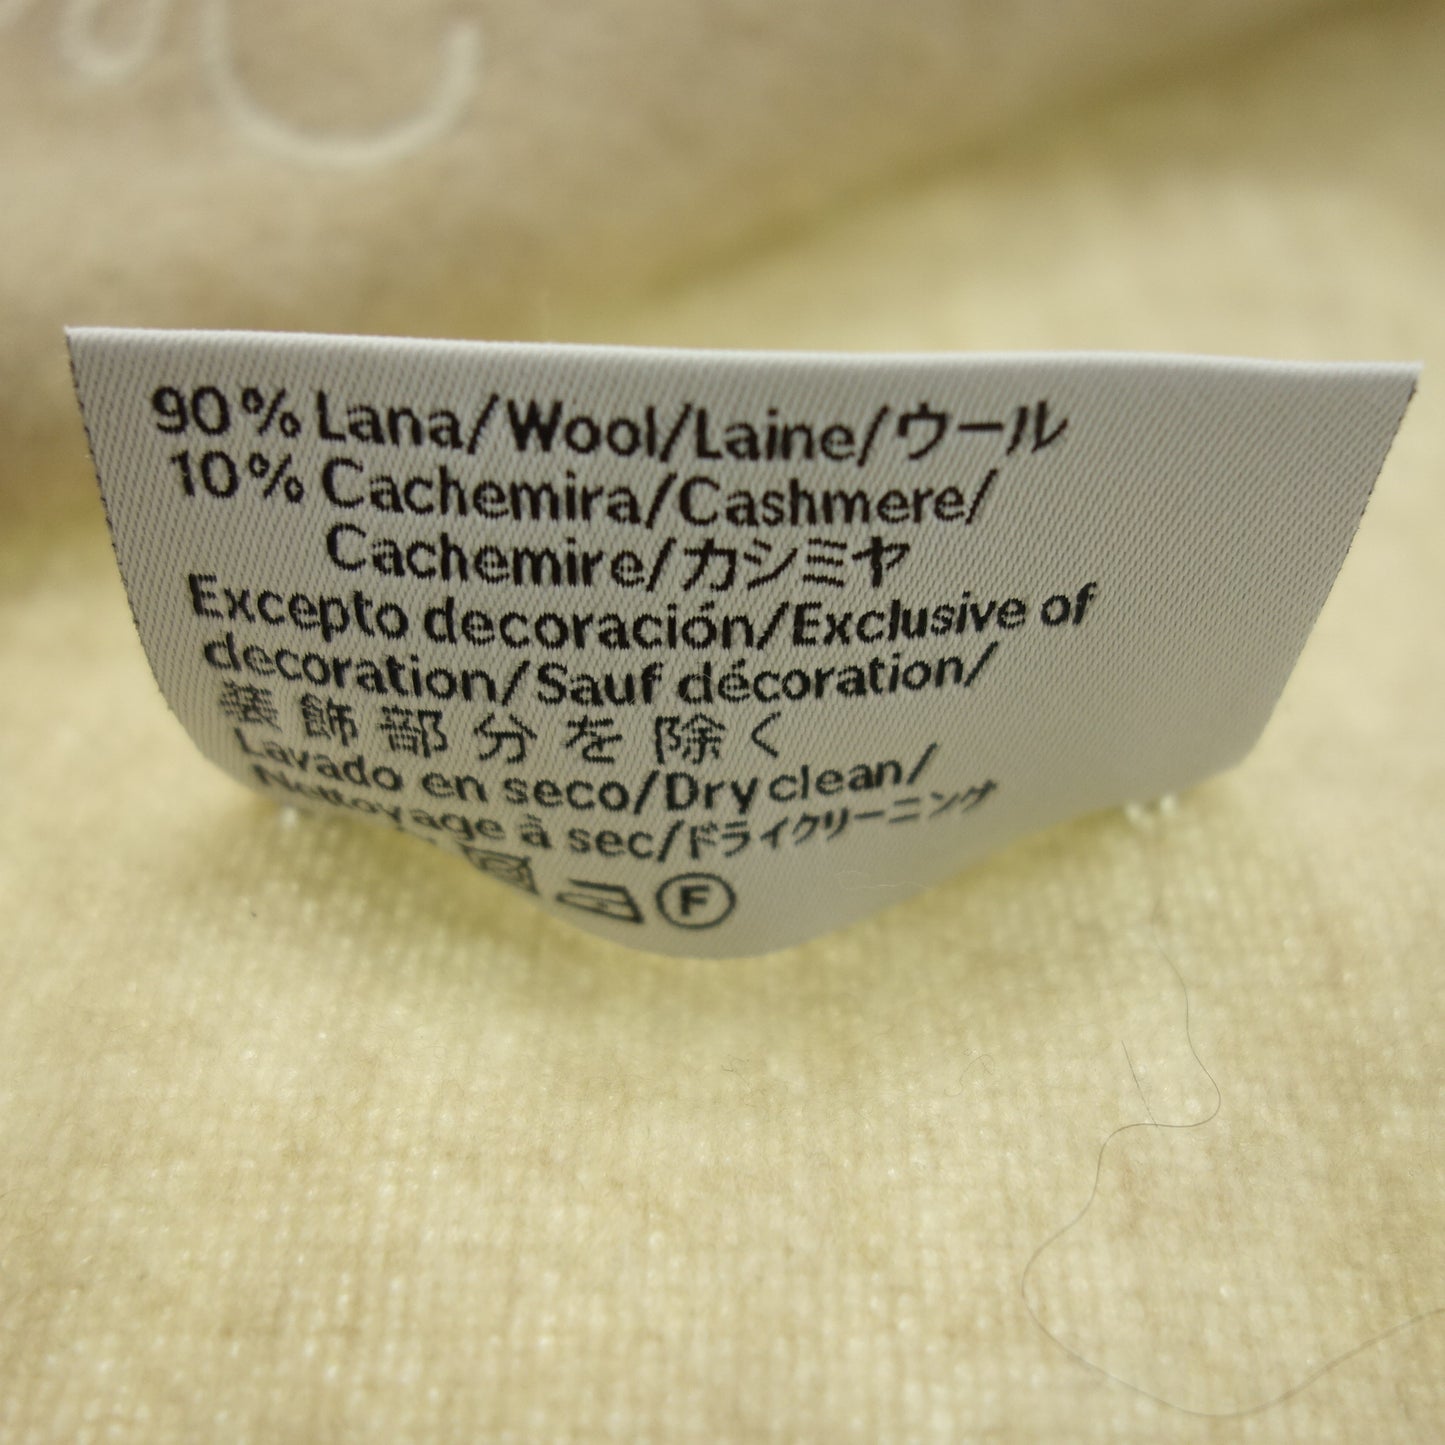 90% Lana/Wool/Laine/ウール
10% Cachemira/Cashmere/
Cachemire/カシミヤ
Excepto decoración/Exclusive of
decoration/Sauf décoration/
装飾部分を除く
Lavado en seco/Dry clean/
Nettoyage à sec/ドライクリーニング
F